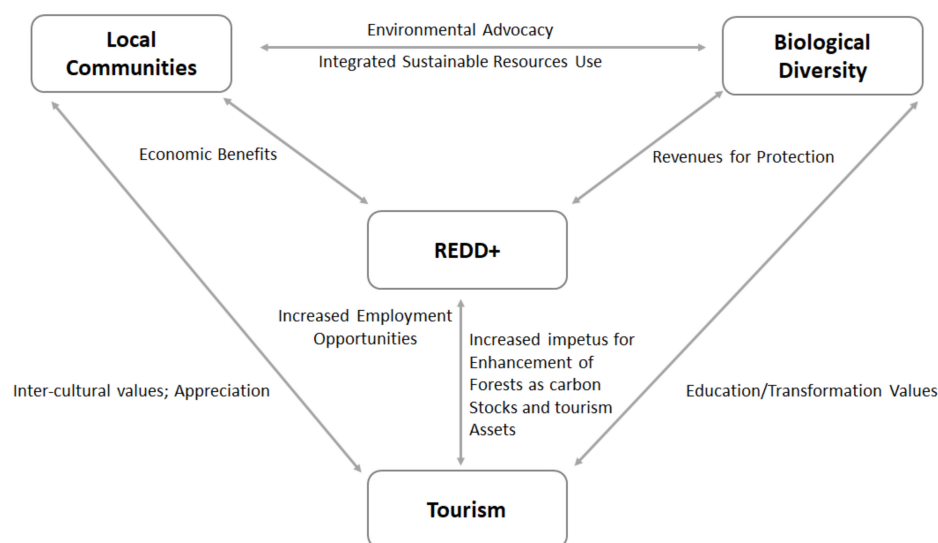 Local
Communities
Environmental Advocacy
Integrated Sustainable Resources Use
Biological
Diversity
Economic Benefits
Revenues for Protection
REDD+
Increased Employment
Opportunities
Increased impetus for
Enhancement of
Forests as carbon
Stocks and tourism
Assets
Inter-cultural values; Appreciation
Education/Transformation Values
Tourism